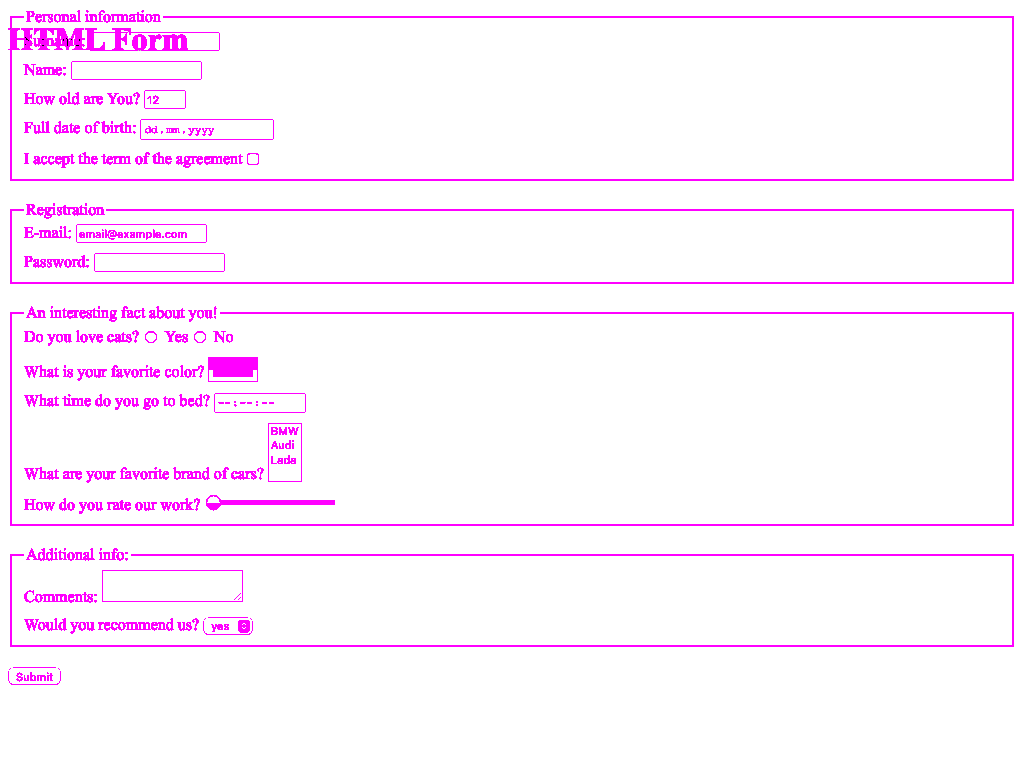 Personal information
HTML Form
Surname:
Name:
How old are You? 12
Full date of birth: dd.mm.yyyy
I accept the term of the agreement
Registration
E-mail: email@example.com
Password:
An interesting fact about you!
Do you love cats? Yes No
What is your favorite color?
What time do you go to bed? --:--:--
BMW
Audi
Lada
What are your favorite brand of cars?
How do you rate our work?
Additional info:
Comments:
Would you recommend us? yes
Submit